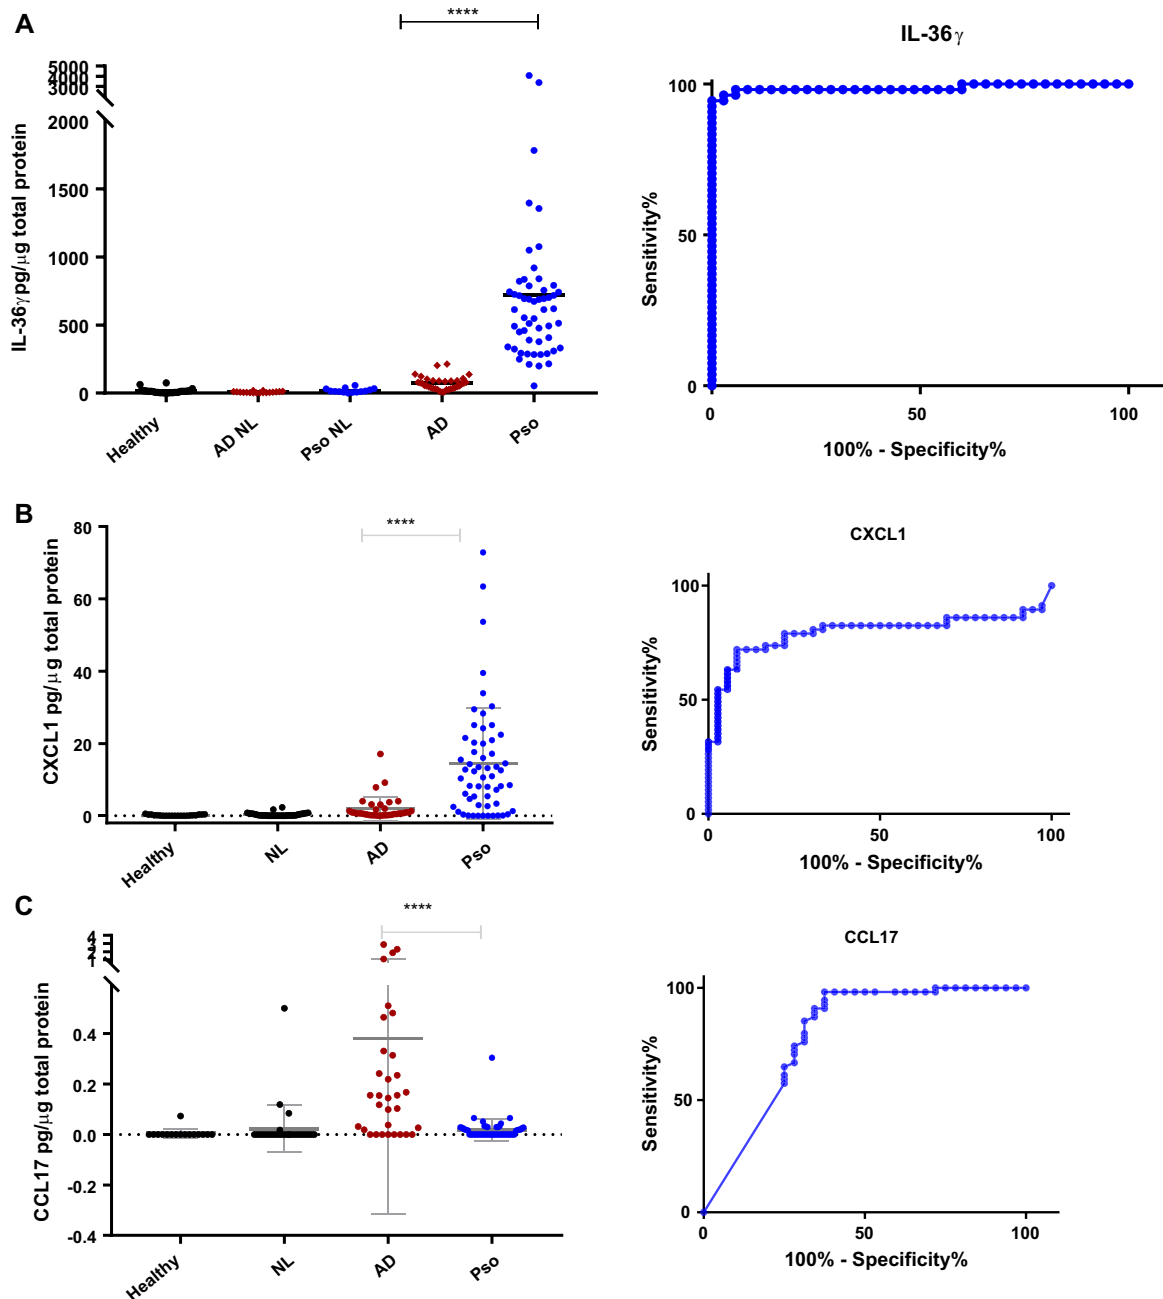 A
****
IL-36γ
5000
4000
3000
2000
1500
1000
500
0
IL-36γ pg/μg total protein
Healthy
AD NL
Pso NL
AD
Pso
100
50
0
Sensitivity%
0
50
100
100% - Specificity%
B
****
CXCL1
80
60
40
20
0
CXCL1 pg/μg total protein
Healthy
NL
AD
Pso
100
50
0
Sensitivity%
0
50
100
100% - Specificity%
C
****
CCL17
4
3
2
1
0.4
0.2
0.0
-0.2
-0.4
CCL17 pg/μg total protein
Healthy
NL
AD
Pso
100
50
0
Sensitivity%
0
50
100
100% - Specificity%